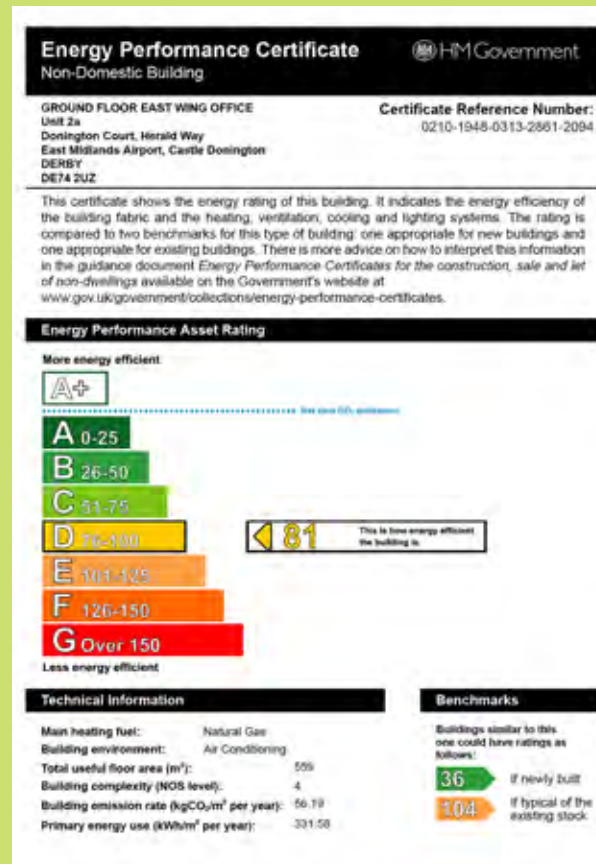 Energy Performance Certificate
HM Government
Non-Domestic Building
GROUND FLOOR EAST WING OFFICE
Unit 2a
Donington Court, Herald Way
East Midlands Airport, Castle Donington
DERBY
DE74 2UZ
Certificate Reference Number:
0210-1948-0313-2861-2094
This certificate shows the energy rating of this building. It indicates the energy efficiency of
the building fabric and the heating, ventilation, cooling and lighting systems. The rating is
compared to two benchmarks for this type of building: one appropriate for new buildings and
one appropriate for existing buildings. There is more advice on how to interpret this information
in the guidance document Energy Performance Certificates for the construction, sale and let
of non-dwellings available on the Government's website at
www.gov.uk/government/collections/energy-performance-certificates.
Energy Performance Asset Rating
More energy efficient
A+
Net zero CO₂ emissions
A 0-25
B 26-50
C 51-75
D 76-100
81
This is how energy efficient
the building is.
E 101-125
F 126-150
G Over 150
Less energy efficient
Technical Information
Main heating fuel: Natural Gas
Building environment: Air Conditioning
Total useful floor area (m²): 559
Building complexity (NOS level): 4
Building emission rate (kgCO₂/m² per year): 56.19
Primary energy use (kWh/m² per year): 331.58
Benchmarks
Buildings similar to this
one could have ratings as
follows:
36 If newly built
104 If typical of the
existing stock